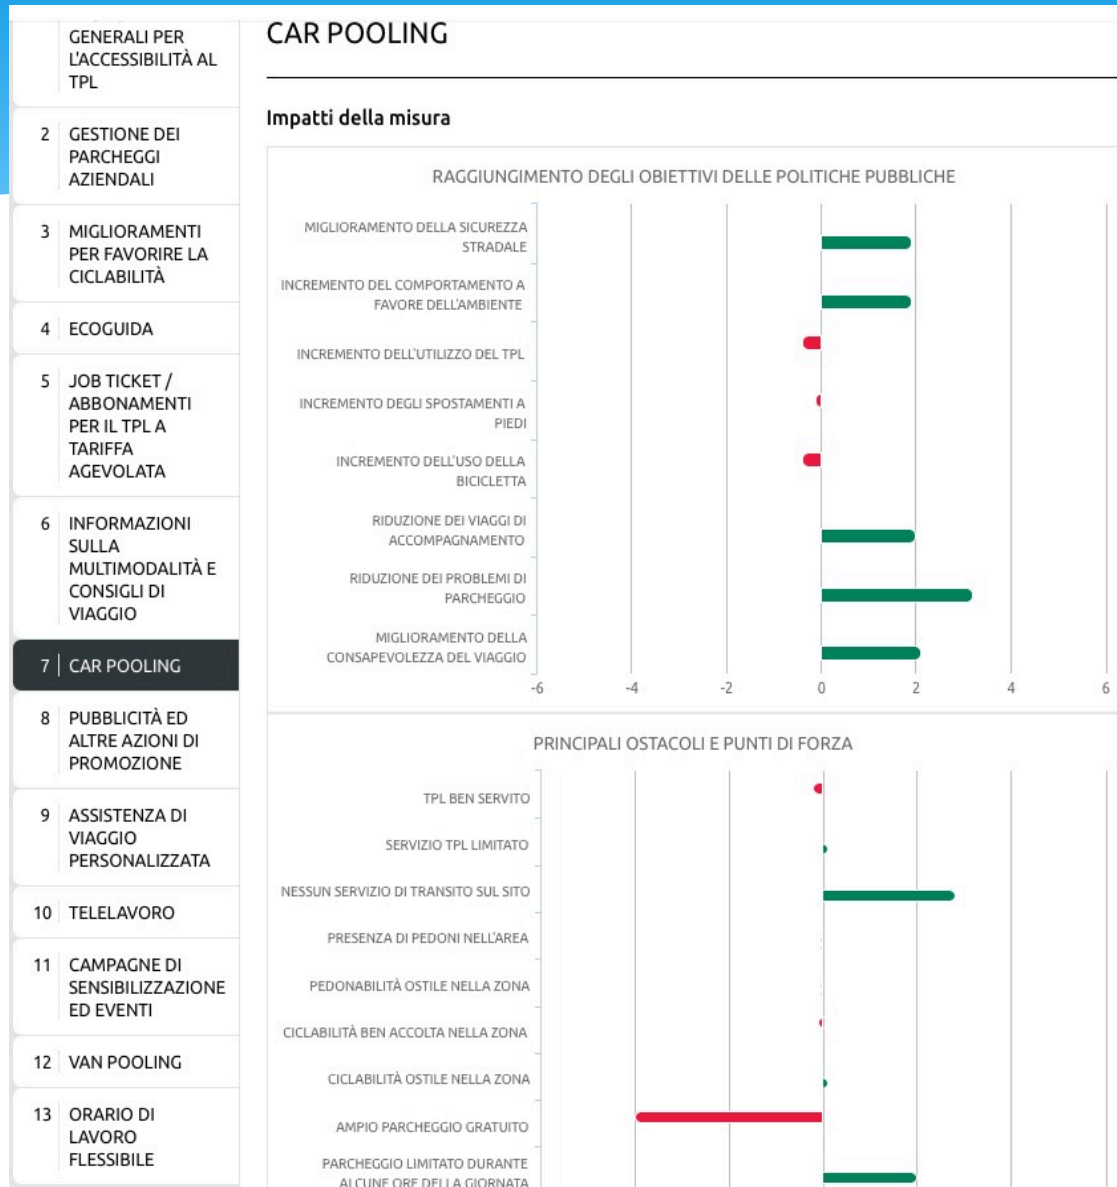 GENERALI PER
L'ACCESSIBILITÀ AL
TPL
2 GESTIONE DEI
PARCHEGGI
AZIENDALI
3 MIGLIORAMENTI
PER FAVORIRE LA
CICLABILITÀ
4 ECOGUIDA
5 JOB TICKET /
ABBONAMENTI
PER IL TPL A
TARIFFA
AGEVOLATA
6 INFORMAZIONI
SULLA
MULTIMODALITÀ E
CONSIGLI DI
VIAGGIO
7 CAR POOLING
8 PUBBLICITÀ ED
ALTRE AZIONI DI
PROMOZIONE
9 ASSISTENZA DI
VIAGGIO
PERSONALIZZATA
10 TELELAVORO
11 CAMPAGNE DI
SENSIBILIZZAZIONE
ED EVENTI
12 VAN POOLING
13 ORARIO DI
LAVORO
FLESSIBILE
CAR POOLING
Impatti della misura
RAGGIUNGIMENTO DEGLI OBIETTIVI DELLE POLITICHE PUBBLICHE
MIGLIORAMENTO DELLA SICUREZZA
STRADALE
INCREMENTO DEL COMPORTAMENTO A
FAVORE DELL'AMBIENTE
INCREMENTO DELL'UTILIZZO DEL TPL
INCREMENTO DEGLI SPOSTAMENTI A
PIEDI
INCREMENTO DELL'USO DELLA
BICICLETTA
RIDUZIONE DEI VIAGGI DI
ACCOMPAGNAMENTO
RIDUZIONE DEI PROBLEMI DI
PARCHEGGIO
MIGLIORAMENTO DELLA
CONSAPEVOLEZZA DEL VIAGGIO
-6 -4 -2 0 2 4 6
PRINCIPALI OSTACOLI E PUNTI DI FORZA
TPL BEN SERVITO
SERVIZIO TPL LIMITATO
NESSUN SERVIZIO DI TRANSITO SUL SITO
PRESENZA DI PEDONI NELL'AREA
PEDONABILITÀ OSTILE NELLA ZONA
CICLABILITÀ BEN ACCOLTA NELLA ZONA
CICLABILITÀ OSTILE NELLA ZONA
AMPIO PARCHEGGIO GRATUITO
PARCHEGGIO LIMITATO DURANTE
ALCUNE ORE DELLA GIORNATA